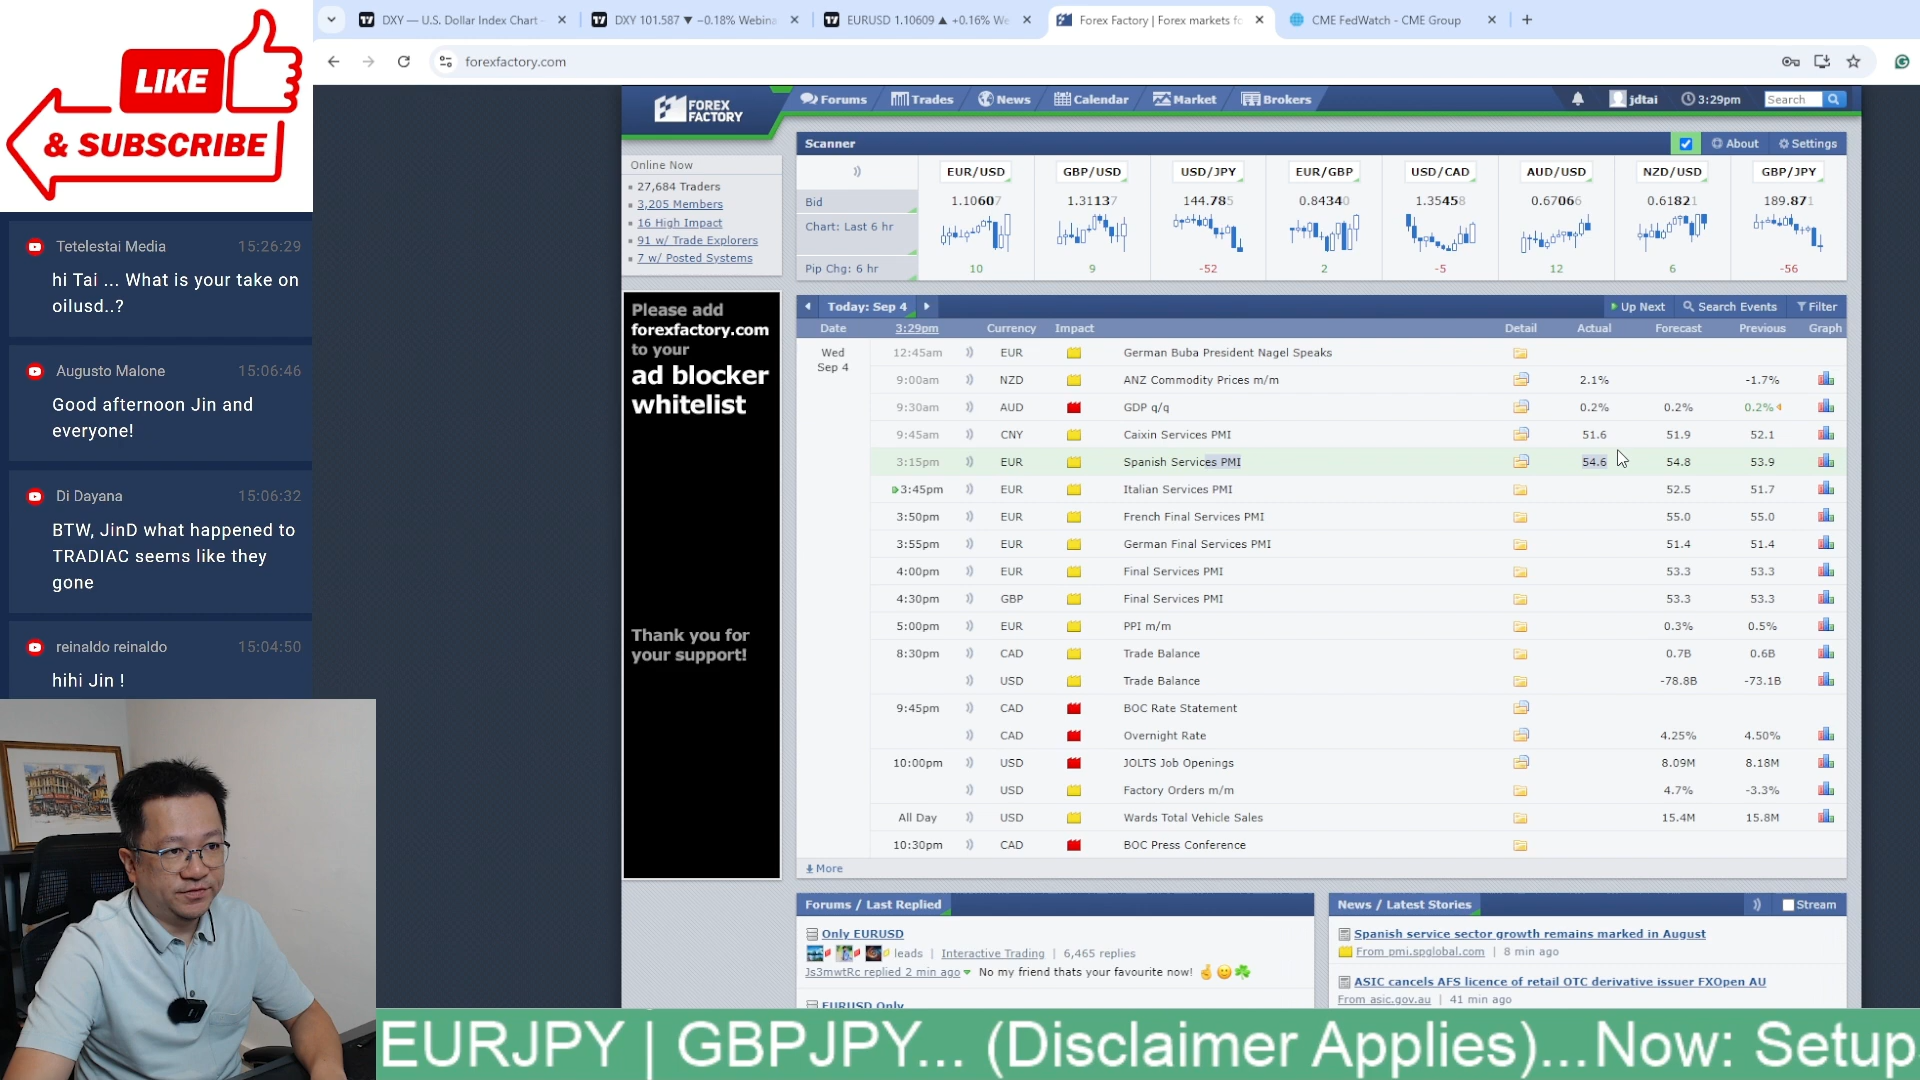 LIKE
& SUBSCRIBE
Tetelestai Media 15:26:29
hi Tai ... What is your take on
oilusd..?
Augusto Malone 15:06:46
Good afternoon Jin and
everyone!
Di Dayana 15:06:32
BTW, JinD what happened to
TRADIAC seems like they
gone
reinaldo reinaldo 15:04:50
hihi Jin !
DXY — U.S. Dollar Index Chart
DXY 101.587 ▼ −0.18% Webina
EURUSD 1.10609 ▲ +0.16% We
Forex Factory | Forex markets fo
CME FedWatch - CME Group
forexfactory.com
FOREX
FACTORY
Forums Trades News Calendar Market Brokers jdtai 3:29pm Search
Online Now
27,684 Traders
3,205 Members
16 High Impact
91 w/ Trade Explorers
7 w/ Posted Systems
Please add
forexfactory.com
to your
ad blocker
whitelist
Thank you for
your support!
Scanner About Settings
EUR/USD GBP/USD USD/JPY EUR/GBP USD/CAD AUD/USD NZD/USD GBP/JPY
Bid 1.10607 1.31137 144.785 0.84340 1.35458 0.67066 0.61821 189.871
Chart: Last 6 hr
Pip Chg: 6 hr 10 9 -52 2 -5 12 6 -56
Today: Sep 4 Up Next Search Events Filter
Date 3:29pm Currency Impact Detail Actual Forecast Previous Graph
Wed
Sep 4
12:45am EUR German Buba President Nagel Speaks
9:00am NZD ANZ Commodity Prices m/m 2.1% -1.7%
9:30am AUD GDP q/q 0.2% 0.2% 0.2%
9:45am CNY Caixin Services PMI 51.6 51.9 52.1
3:15pm EUR Spanish Services PMI 54.6 54.8 53.9
3:45pm EUR Italian Services PMI 52.5 51.7
3:50pm EUR French Final Services PMI 55.0 55.0
3:55pm EUR German Final Services PMI 51.4 51.4
4:00pm EUR Final Services PMI 53.3 53.3
4:30pm GBP Final Services PMI 53.3 53.3
5:00pm EUR PPI m/m 0.3% 0.5%
8:30pm CAD Trade Balance 0.7B 0.6B
USD Trade Balance -78.8B -73.1B
9:45pm CAD BOC Rate Statement
CAD Overnight Rate 4.25% 4.50%
10:00pm USD JOLTS Job Openings 8.09M 8.18M
USD Factory Orders m/m 4.7% -3.3%
All Day USD Wards Total Vehicle Sales 15.4M 15.8M
10:30pm CAD BOC Press Conference
More
Forums / Last Replied
Only EURUSD
leads | Interactive Trading | 6,465 replies
Js3mwtRc replied 2 min ago No my friend thats your favourite now! 🤞🙂☘️
EURUSD Only
News / Latest Stories Stream
Spanish service sector growth remains marked in August
From pmi.spglobal.com | 8 min ago
ASIC cancels AFS licence of retail OTC derivative issuer FXOpen AU
From asic.gov.au | 41 min ago
EURJPY | GBPJPY... (Disclaimer Applies)...Now: Setup